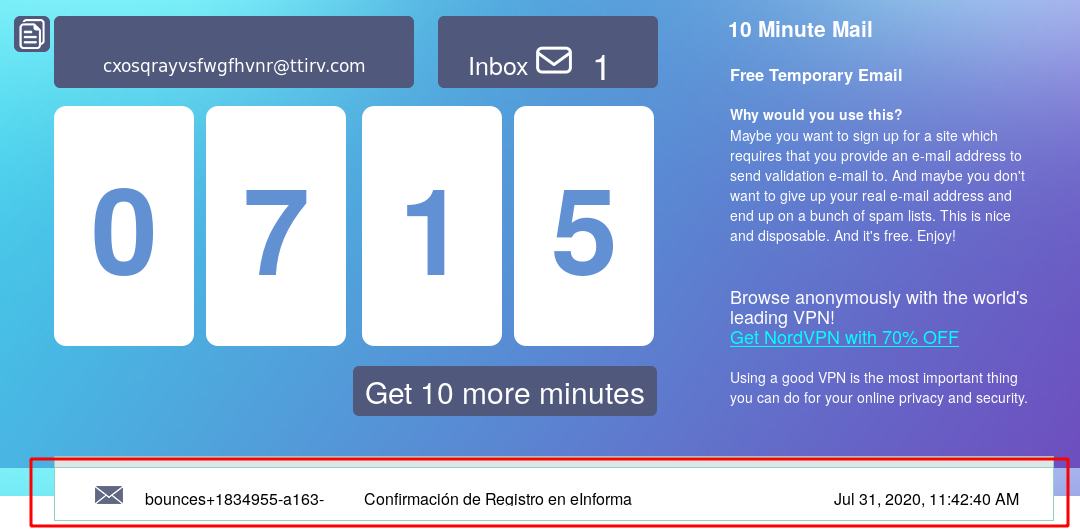 cxosqrayvsfwgfhvnr@ttirv.com
Inbox 1
0 7 1 5
Get 10 more minutes
10 Minute Mail
Free Temporary Email
Why would you use this?
Maybe you want to sign up for a site which
requires that you provide an e-mail address to
send validation e-mail to. And maybe you don't
want to give up your real e-mail address and
end up on a bunch of spam lists. This is nice
and disposable. And it's free. Enjoy!
Browse anonymously with the world's
leading VPN!
Get NordVPN with 70% OFF
Using a good VPN is the most important thing
you can do for your online privacy and security.
bounces+1834955-a163- Confirmación de Registro en eInforma Jul 31, 2020, 11:42:40 AM